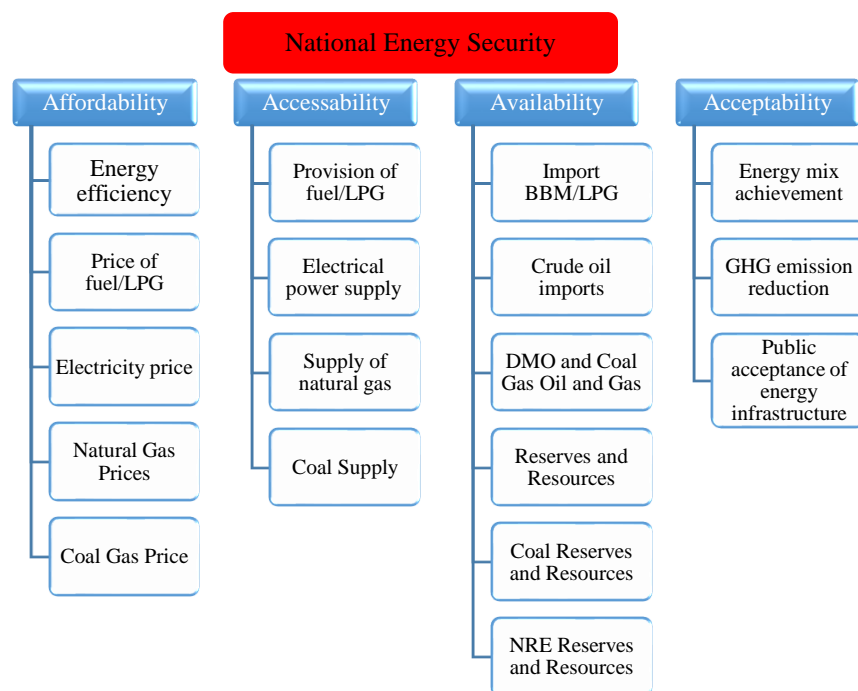 National Energy Security
Affordability
Energy
efficiency
Price of
fuel/LPG
Electricity price
Natural Gas
Prices
Coal Gas Price
Accessability
Provision of
fuel/LPG
Electrical
power supply
Supply of
natural gas
Coal Supply
Availability
Import
BBM/LPG
Crude oil
imports
DMO and Coal
Gas Oil and Gas
Reserves and
Resources
Coal Reserves
and Resources
NRE Reserves
and Resources
Acceptability
Energy mix
achievement
GHG emission
reduction
Public
acceptance of
energy
infrastructure